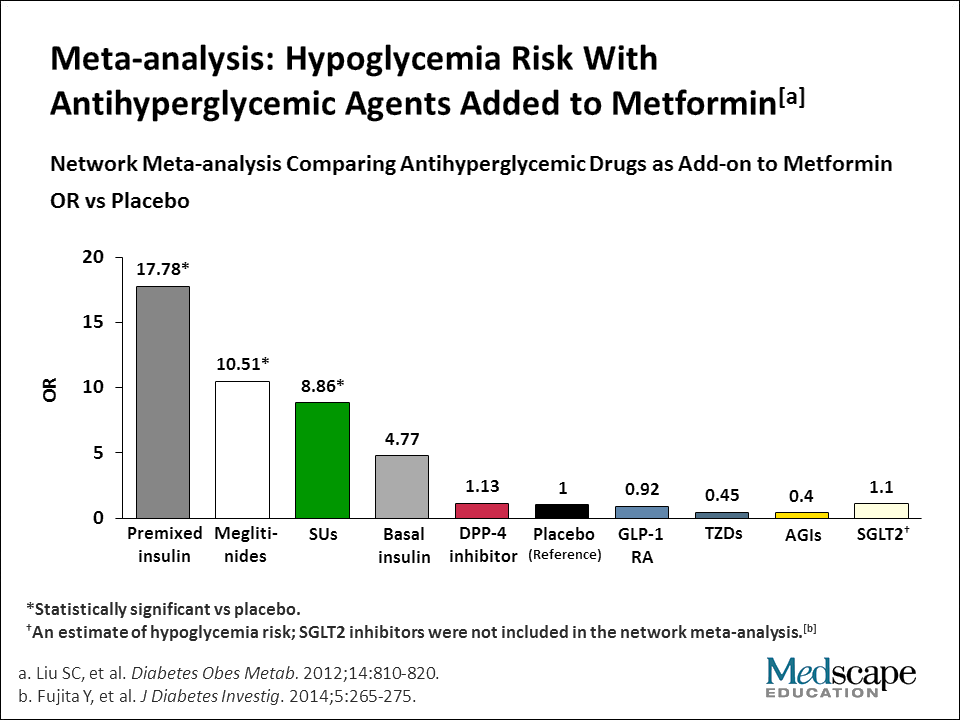 Meta-analysis: Hypoglycemia Risk With
Antihyperglycemic Agents Added to Metformin[a]
Network Meta-analysis Comparing Antihyperglycemic Drugs as Add-on to Metformin
OR vs Placebo
OR
20
15
10
5
0
17.78*
10.51*
8.86*
4.77
1.13
1
0.92
0.45
0.4
1.1
Premixed
insulin
Megliti-
nides
SUs
Basal
insulin
DPP-4
inhibitor
Placebo
(Reference)
GLP-1
RA
TZDs
AGIs
SGLT2†
*Statistically significant vs placebo.
†An estimate of hypoglycemia risk; SGLT2 inhibitors were not included in the network meta-analysis.[b]
a. Liu SC, et al. Diabetes Obes Metab. 2012;14:810-820.
b. Fujita Y, et al. J Diabetes Investig. 2014;5:265-275.
Medscape
EDUCATION